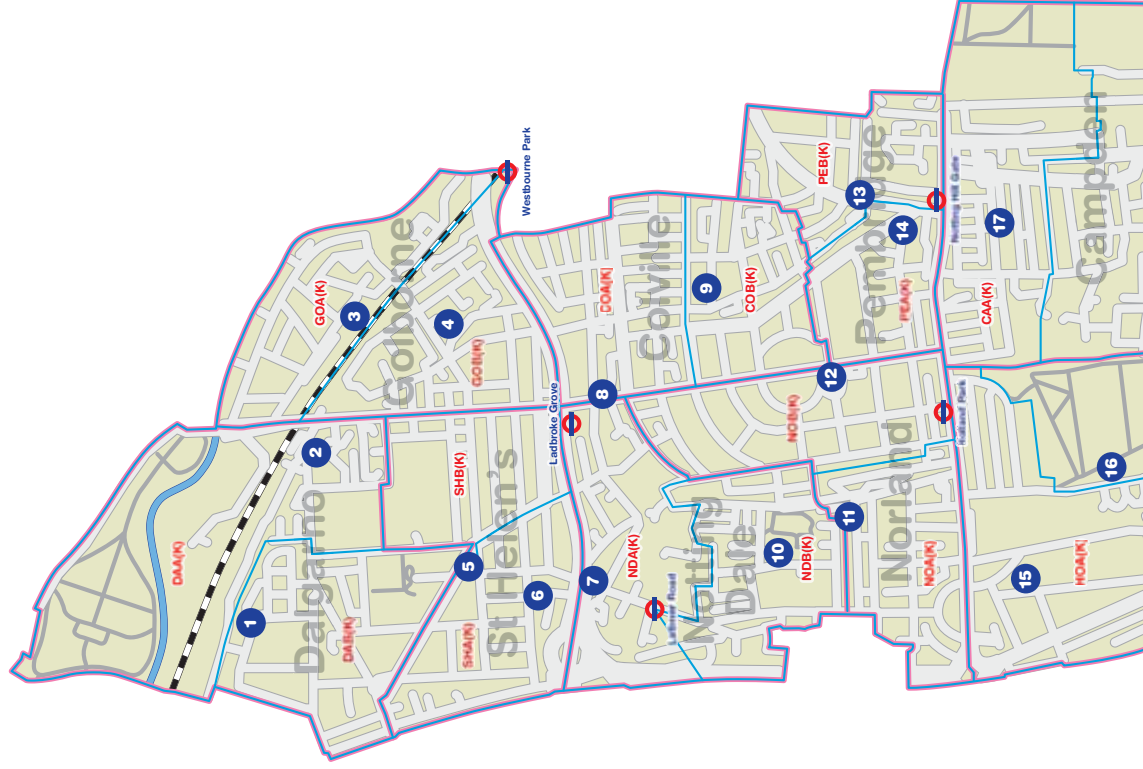 Westbourne Park
GOA(K)
3
Golborne
4
GOB(K)
DAA(K)
2
Dalgarno
1
DAB(K)
SHB(K)
5
St Helen's
6
SHA(K)
Ladbroke Grove
8
COA(K)
Colville
9
COB(K)
7
NDA(K)
Notting
Dale
Latimer Road
10
NDB(K)
11
NOB(K)
12
Norland
NOA(K)
Holland Park
PEB(K)
13
Pembridge
14
PEA(K)
Notting Hill Gate
17
CAA(K)
Campden
16
15
HOA(K)